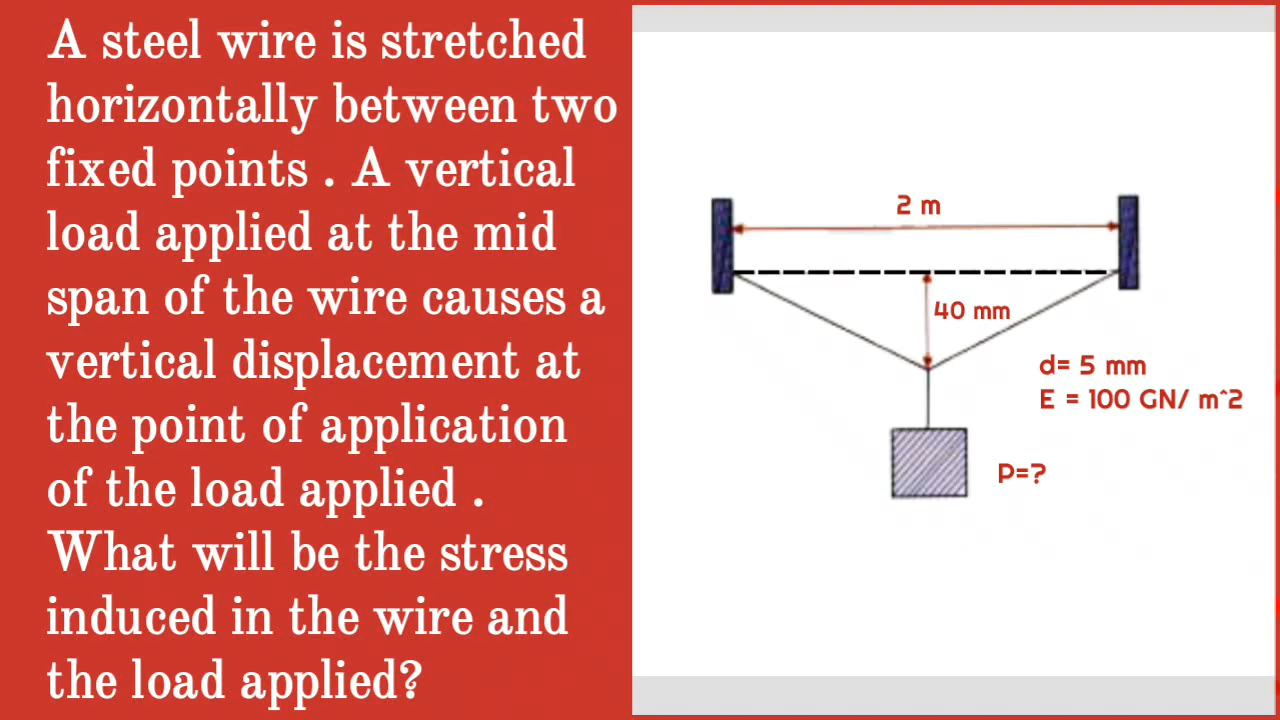 A steel wire is stretched
horizontally between two
fixed points . A vertical
load applied at the mid
span of the wire causes a
vertical displacement at
the point of application
of the load applied .
What will be the stress
induced in the wire and
the load applied?
2 m
40 mm
d= 5 mm
E = 100 GN/ m^2
P=?